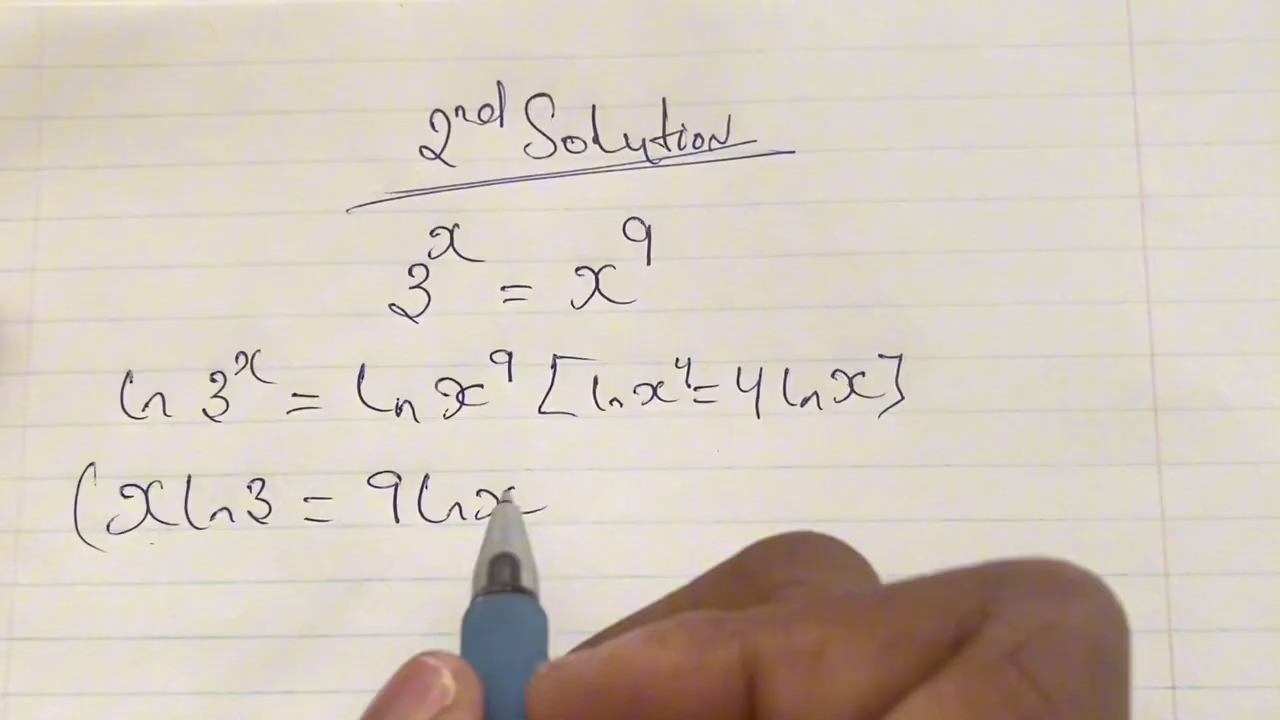 2nd Solution
3^x = x^9
ln 3^x = ln x^9 [ln x^4 = 4 ln x]
(x ln 3 = 9 ln x